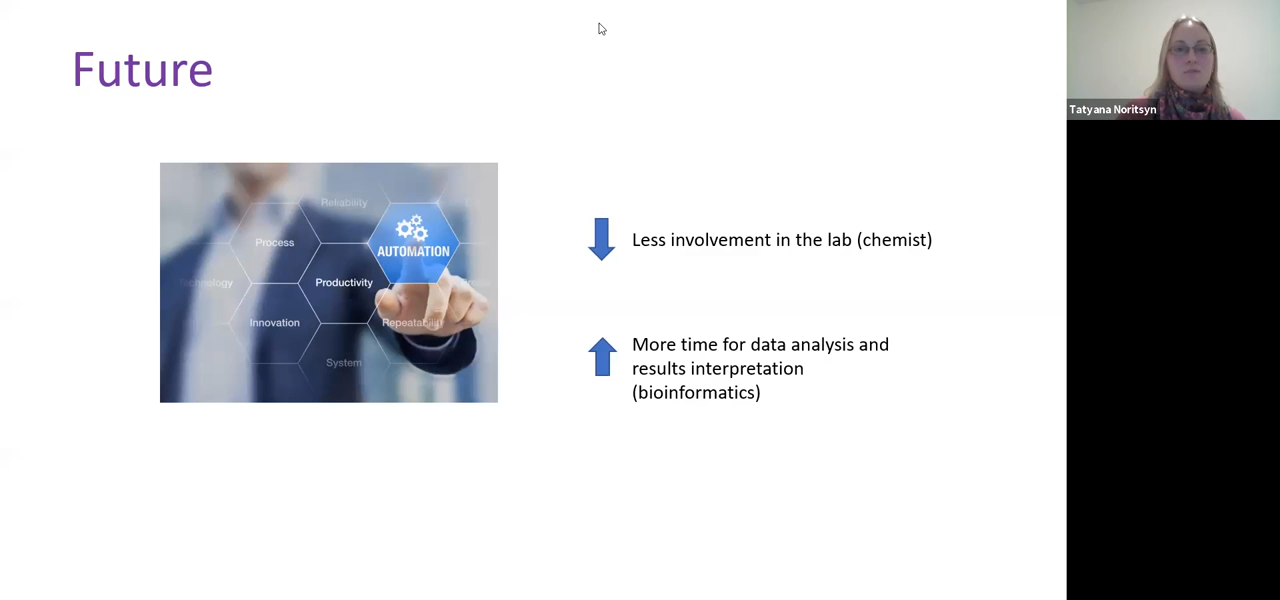 Future
Reliability
Process
AUTOMATION
Technology
Productivity
Innovation
Repeatability
System
Less involvement in the lab (chemist)
More time for data analysis and
results interpretation
(bioinformatics)
Tatyana Noritsyn